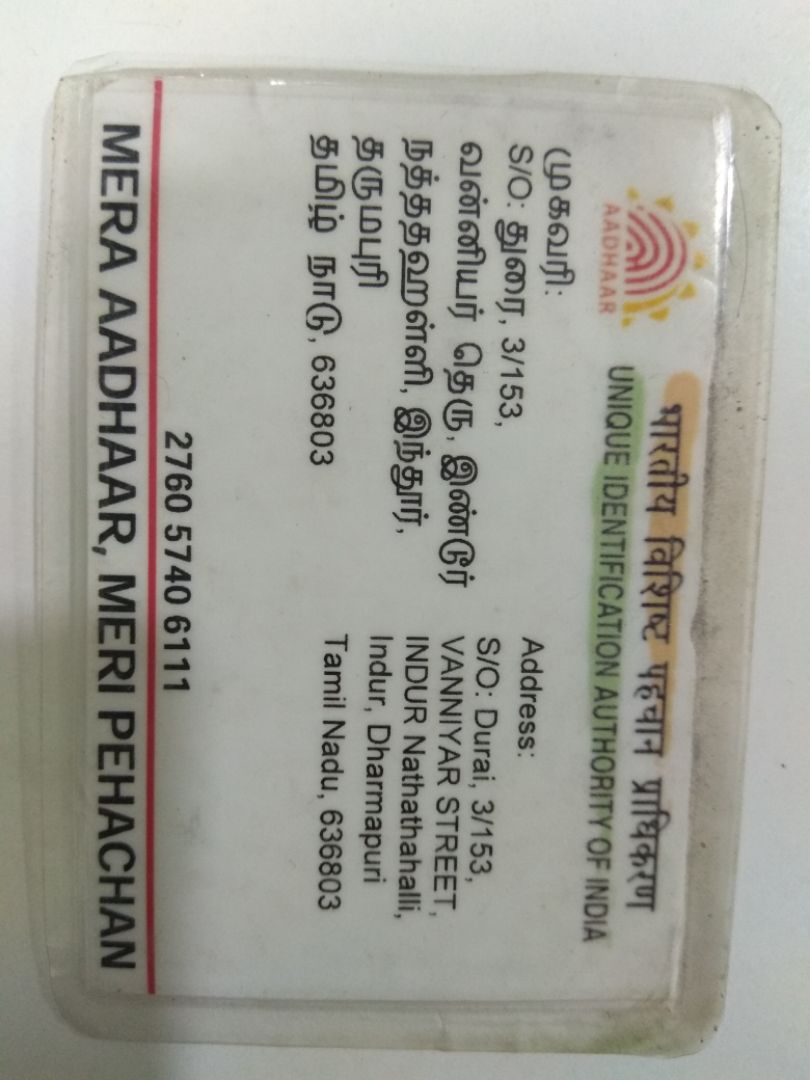 भारतीय विशिष्ट पहचान प्राधिकरण
UNIQUE IDENTIFICATION AUTHORITY OF INDIA
AADHAAR
முகவரி:
S/O: துரை, 3/153,
வன்னியர் தெரு, இண்டூர்
நத்ததஹள்ளி, இந்தூர்,
தருமபுரி
தமிழ் நாடு, 636803
Address:
S/O: Durai, 3/153,
VANNIYAR STREET,
INDUR Nathathahalli,
Indur, Dharmapuri
Tamil Nadu, 636803
2760 5740 6111
MERA AADHAAR, MERI PEHACHAN